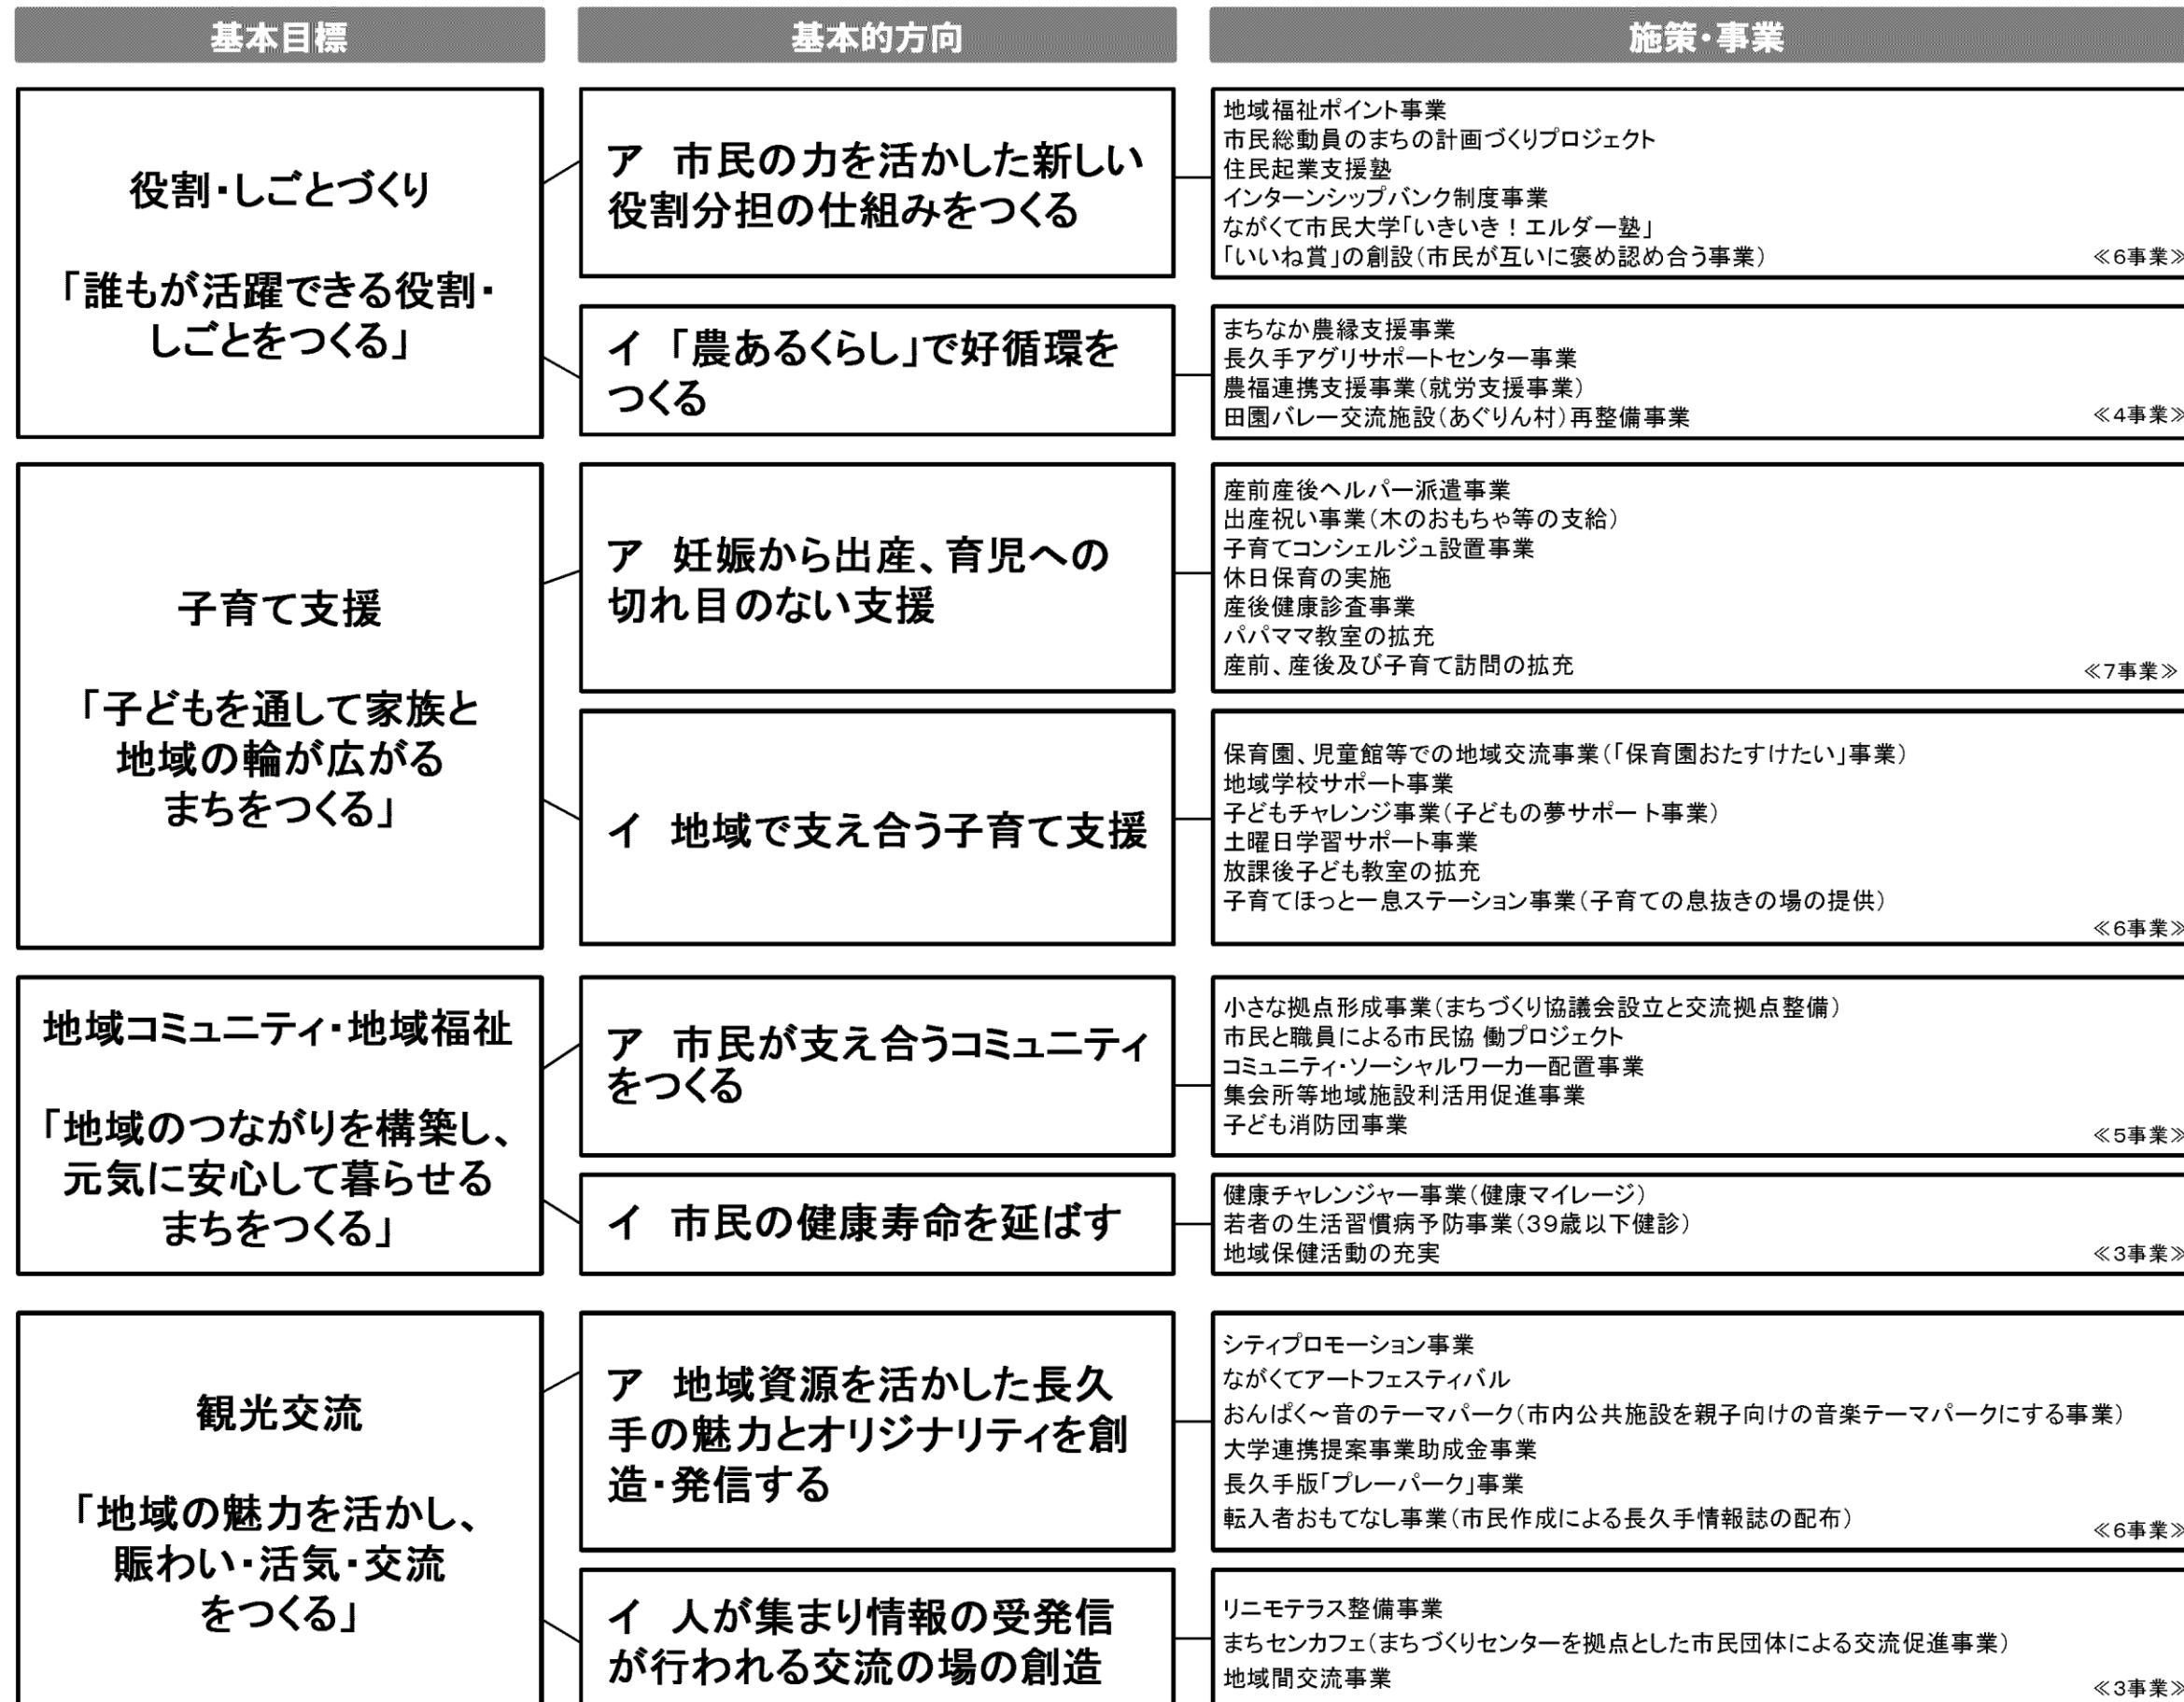 基本目標
基本的方向
施策・事業
役割・しごとづくり
「誰もが活躍できる役割・
しごとをつくる」
ア　市民の力を活かした新しい
役割分担の仕組みをつくる
地域福祉ポイント事業
市民総動員のまちの計画づくりプロジェクト
住民起業支援塾
インターンシップバンク制度事業
ながくて市民大学「いきいき！エルダー塾」
「いいね賞」の創設（市民が互いに褒め認め合う事業）
≪6事業≫
イ　「農あるくらし」で好循環を
つくる
まちなか農縁支援事業
長久手アグリサポートセンター事業
農福連携支援事業（就労支援事業）
田園バレー交流施設（あぐりん村）再整備事業
≪4事業≫
子育て支援
「子どもを通して家族と
地域の輪が広がる
まちをつくる」
ア　妊娠から出産、育児への
切れ目のない支援
産前産後ヘルパー派遣事業
出産祝い事業（木のおもちゃ等の支給）
子育てコンシェルジュ設置事業
休日保育の実施
産後健康診査事業
パパママ教室の拡充
産前、産後及び子育て訪問の拡充
≪7事業≫
イ　地域で支え合う子育て支援
保育園、児童館等での地域交流事業（「保育園おたすけたい」事業）
地域学校サポート事業
子どもチャレンジ事業（子どもの夢サポート事業）
土曜日学習サポート事業
放課後子ども教室の拡充
子育てほっと一息ステーション事業（子育ての息抜きの場の提供）
≪6事業≫
地域コミュニティ・地域福祉
「地域のつながりを構築し、
元気に安心して暮らせる
まちをつくる」
ア　市民が支え合うコミュニティ
をつくる
小さな拠点形成事業（まちづくり協議会設立と交流拠点整備）
市民と職員による市民協 働プロジェクト
コミュニティ・ソーシャルワーカー配置事業
集会所等地域施設利活用促進事業
子ども消防団事業
≪5事業≫
イ　市民の健康寿命を延ばす
健康チャレンジャー事業（健康マイレージ）
若者の生活習慣病予防事業（39歳以下健診）
地域保健活動の充実
≪3事業≫
観光交流
「地域の魅力を活かし、
賑わい・活気・交流
をつくる」
ア　地域資源を活かした長久
手の魅力とオリジナリティを創
造・発信する
シティプロモーション事業
ながくてアートフェスティバル
おんぱく～音のテーマパーク（市内公共施設を親子向けの音楽テーマパークにする事業）
大学連携提案事業助成金事業
長久手版「プレーパーク」事業
転入者おもてなし事業（市民作成による長久手情報誌の配布）
≪6事業≫
イ　人が集まり情報の受発信
が行われる交流の場の創造
リニモテラス整備事業
まちセンカフェ（まちづくりセンターを拠点とした市民団体による交流促進事業）
地域間交流事業
≪3事業≫